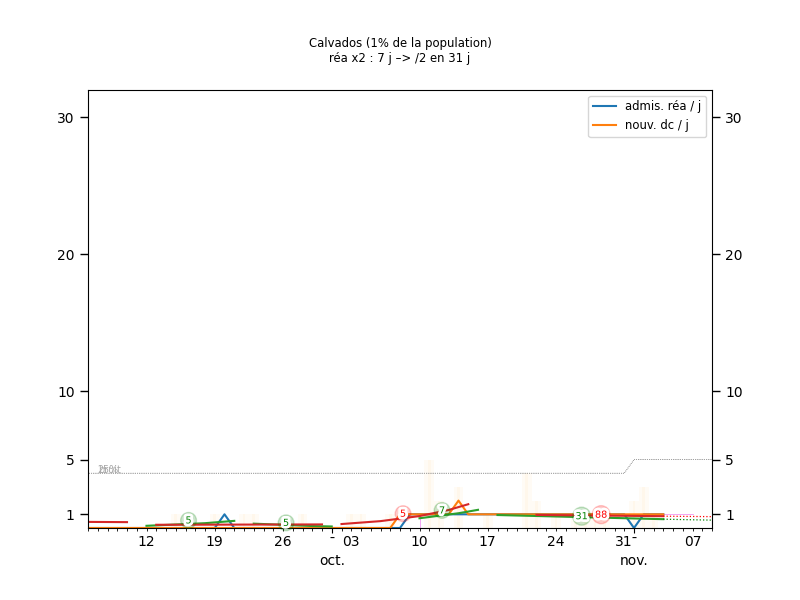 Calvados (1% de la population)
réa x2 : 7 j –> /2 en 31 j
admis. réa / j
nouv. dc / j
30 30
20 20
10 10
5 5
1 1
5 5 5 7 31 88
12 19 26 - 03 10 17 24 31- 07
oct. nov.